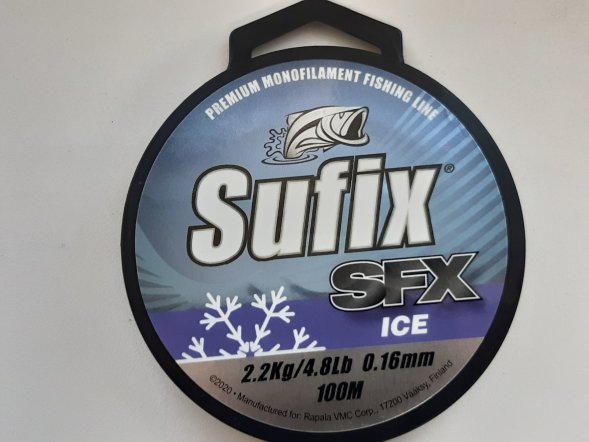 PREMIUM MONOFILAMENT FISHING LINE
Sufix®
SFX
ICE
2.2Kg/4.8Lb 0.16mm
100M
©2020 • Manufactured for: Rapala VMC Corp., 17200 Vääksy, Finland